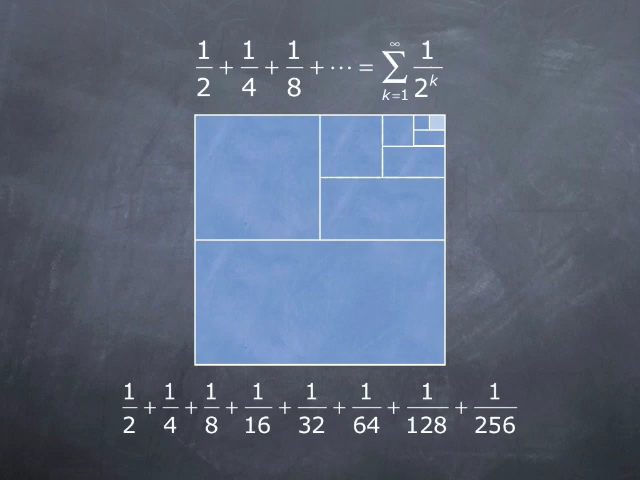 1/2 + 1/4 + 1/8 + ⋯ = ∑_{k=1}^{∞} 1/2^k
1/2 + 1/4 + 1/8 + 1/16 + 1/32 + 1/64 + 1/128 + 1/256